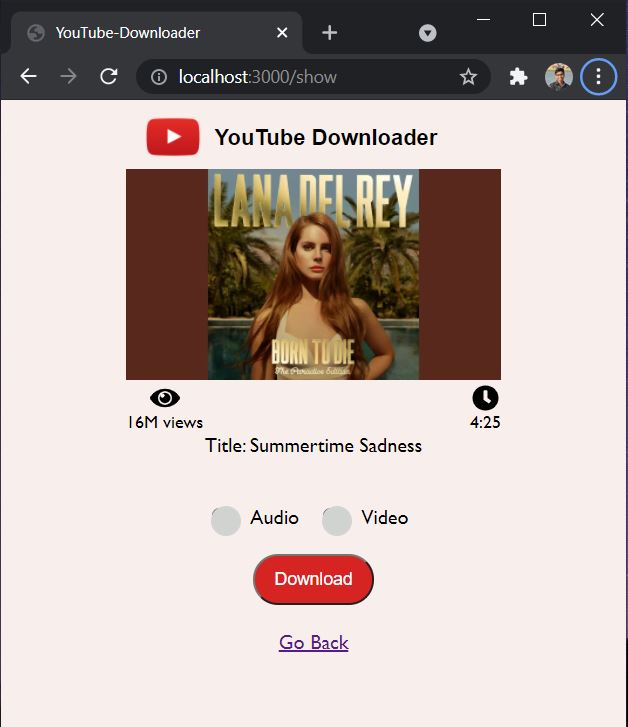 YouTube-Downloader
localhost:3000/show
YouTube Downloader
LANA DEL REY
BORN TO DIE
The Paradise Edition
16M views
4:25
Title: Summertime Sadness
Audio Video
Download
Go Back